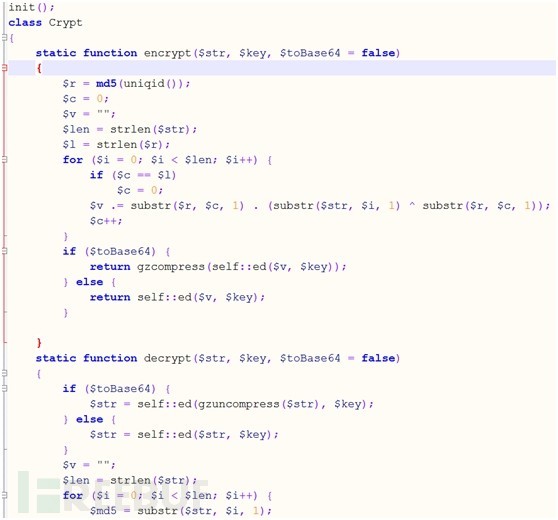 init();
class Crypt
{
    static function encrypt($str, $key, $toBase64 = false)
    {
        $r = md5(uniqid());
        $c = 0;
        $v = "";
        $len = strlen($str);
        $l = strlen($r);
        for ($i = 0; $i < $len; $i++) {
            if ($c == $l)
                $c = 0;
            $v .= substr($r, $c, 1) . (substr($str, $i, 1) ^ substr($r, $c, 1));
            $c++;
        }
        if ($toBase64) {
            return gzcompress(self::ed($v, $key));
        } else {
            return self::ed($v, $key);
        }

    }
    static function decrypt($str, $key, $toBase64 = false)
    {
        if ($toBase64) {
            $str = self::ed(gzuncompress($str), $key);
        } else {
            $str = self::ed($str, $key);
        }
        $v = "";
        $len = strlen($str);
        for ($i = 0; $i < $len; $i++) {
            $md5 = substr($str, $i, 1);
FREEBUF